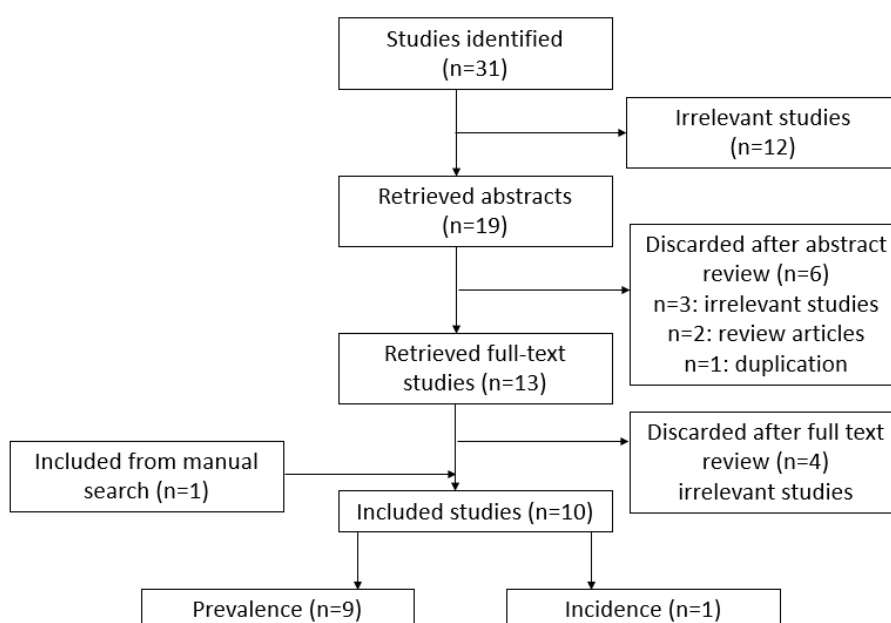 Studies identified
(n=31)
Irrelevant studies
(n=12)
Retrieved abstracts
(n=19)
Discarded after abstract
review (n=6)
n=3: irrelevant studies
n=2: review articles
n=1: duplication
Retrieved full-text
studies (n=13)
Discarded after full text
review (n=4)
irrelevant studies
Included from manual
search (n=1)
Included studies (n=10)
Prevalence (n=9)
Incidence (n=1)